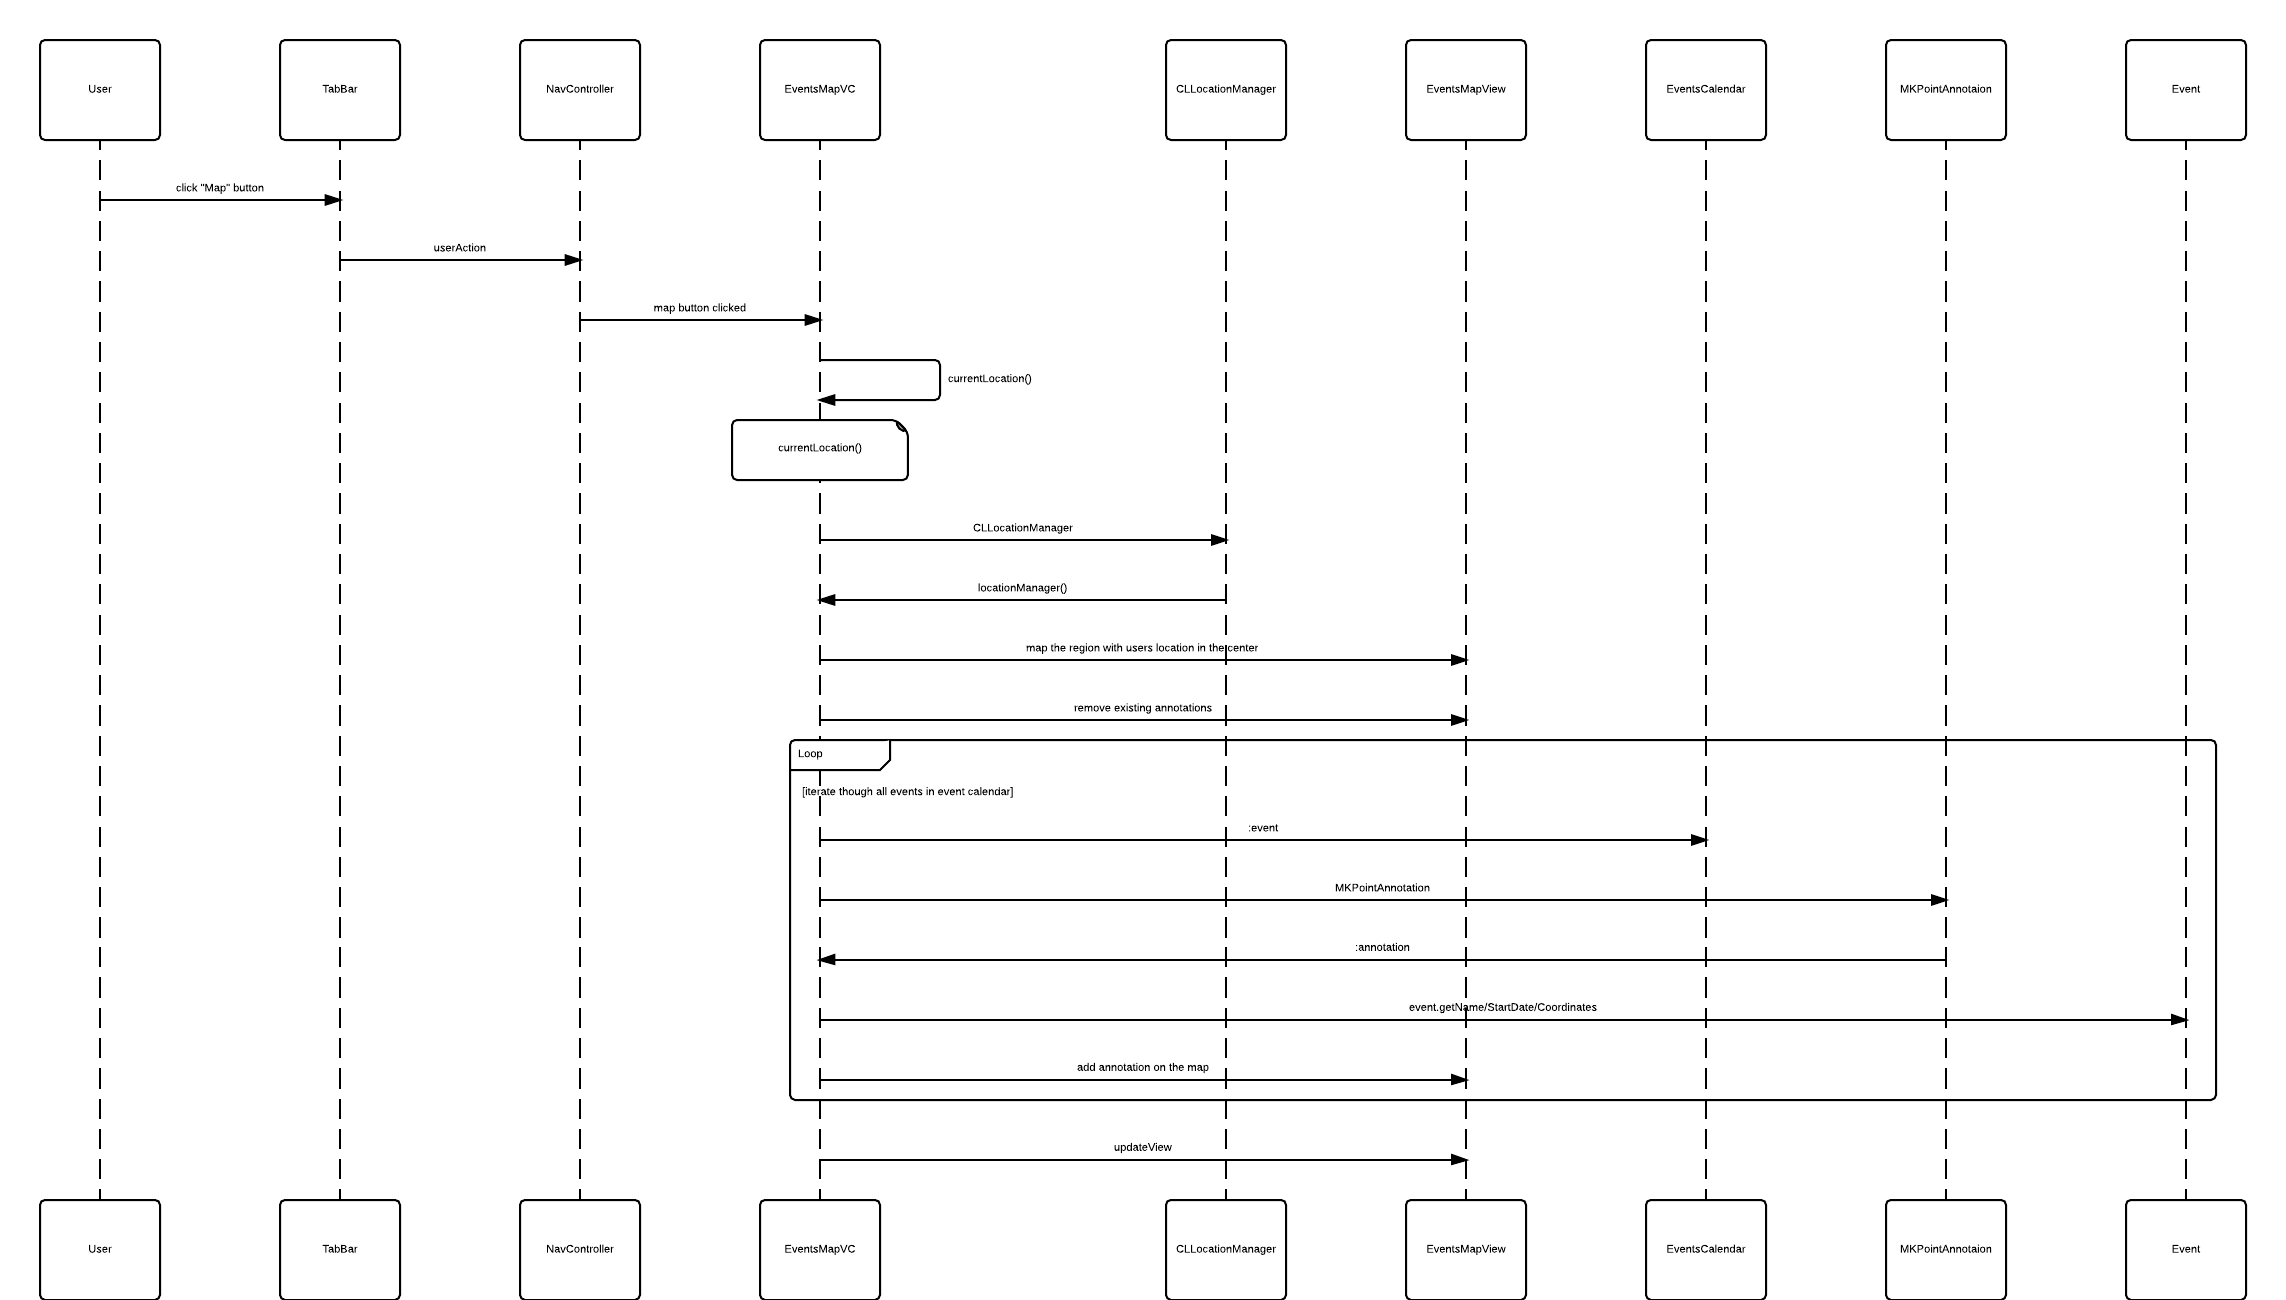 User
TabBar
NavController
EventsMapVC
CLLocationManager
EventsMapView
EventsCalendar
MKPointAnnotaion
Event
click "Map" button
userAction
map button clicked
currentLocation()
currentLocation()
CLLocationManager
locationManager()
map the region with users location in the center
remove existing annotations
Loop
[iterate though all events in event calendar]
:event
MKPointAnnotation
:annotation
event.getName/StartDate/Coordinates
add annotation on the map
updateView
User
TabBar
NavController
EventsMapVC
CLLocationManager
EventsMapView
EventsCalendar
MKPointAnnotaion
Event